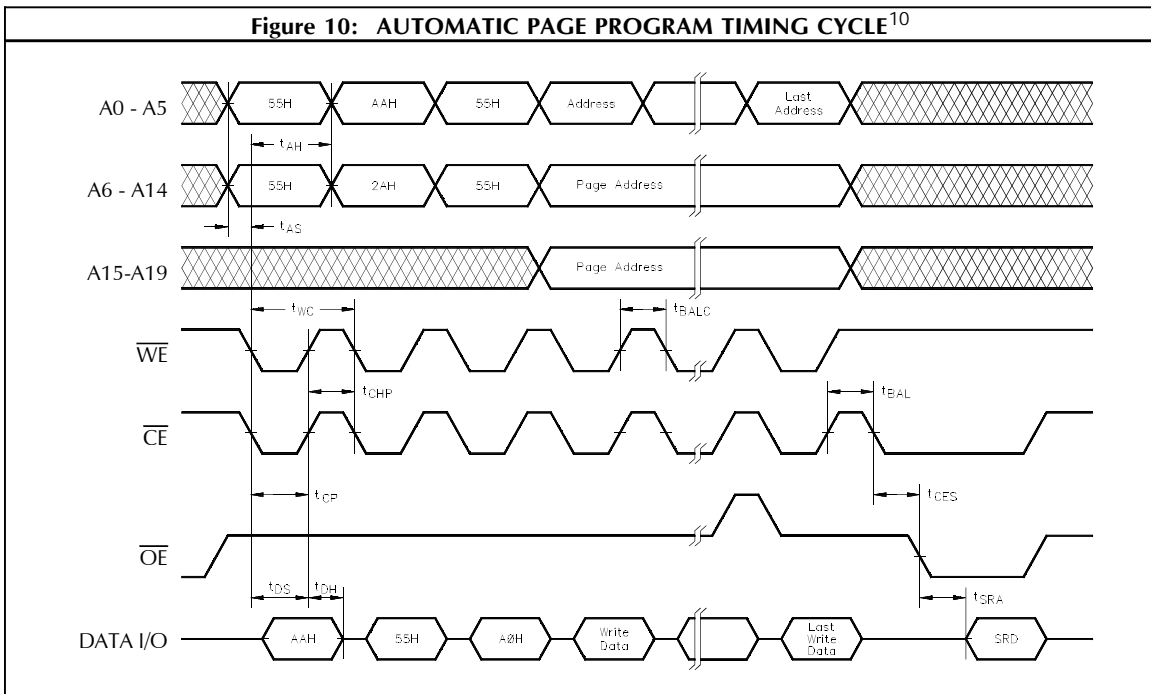 Figure 10: AUTOMATIC PAGE PROGRAM TIMING CYCLE10
A0 - A5
55H
AAH
55H
Address
Last
Address
tAH
A6 - A14
55H
2AH
55H
Page Address
tAS
A15-A19
Page Address
tWC
tBALC
WE
tCHP
tBAL
CE
tCP
tCES
OE
tDS
tDH
tSRA
DATA I/O
AAH
55H
AØH
Write
Data
Last
Write
Data
SRD